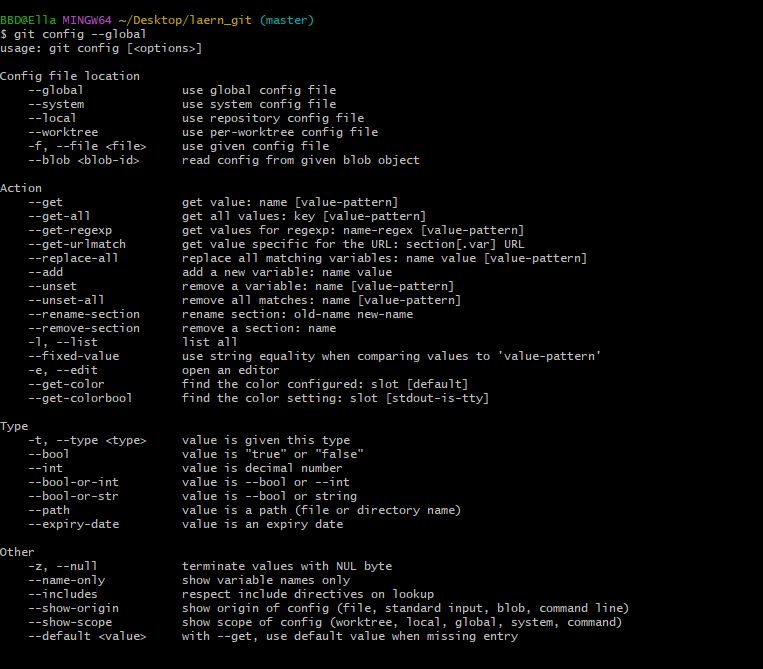 BBD@Ella MINGW64 ~/Desktop/laern_git (master)
$ git config --global
usage: git config [<options>]
Config file location
--global use global config file
--system use system config file
--local use repository config file
--worktree use per-worktree config file
-f, --file <file> use given config file
--blob <blob-id> read config from given blob object
Action
--get get value: name [value-pattern]
--get-all get all values: key [value-pattern]
--get-regexp get values for regexp: name-regex [value-pattern]
--get-urlmatch get value specific for the URL: section[.var] URL
--replace-all replace all matching variables: name value [value-pattern]
--add add a new variable: name value
--unset remove a variable: name [value-pattern]
--unset-all remove all matches: name [value-pattern]
--rename-section rename section: old-name new-name
--remove-section remove a section: name
-l, --list list all
--fixed-value use string equality when comparing values to 'value-pattern'
-e, --edit open an editor
--get-color find the color configured: slot [default]
--get-colorbool find the color setting: slot [stdout-is-tty]
Type
-t, --type <type> value is given this type
--bool value is "true" or "false"
--int value is decimal number
--bool-or-int value is --bool or --int
--bool-or-str value is --bool or string
--path value is a path (file or directory name)
--expiry-date value is an expiry date
Other
-z, --null terminate values with NUL byte
--name-only show variable names only
--includes respect include directives on lookup
--show-origin show origin of config (file, standard input, blob, command line)
--show-scope show scope of config (worktree, local, global, system, command)
--default <value> with --get, use default value when missing entry